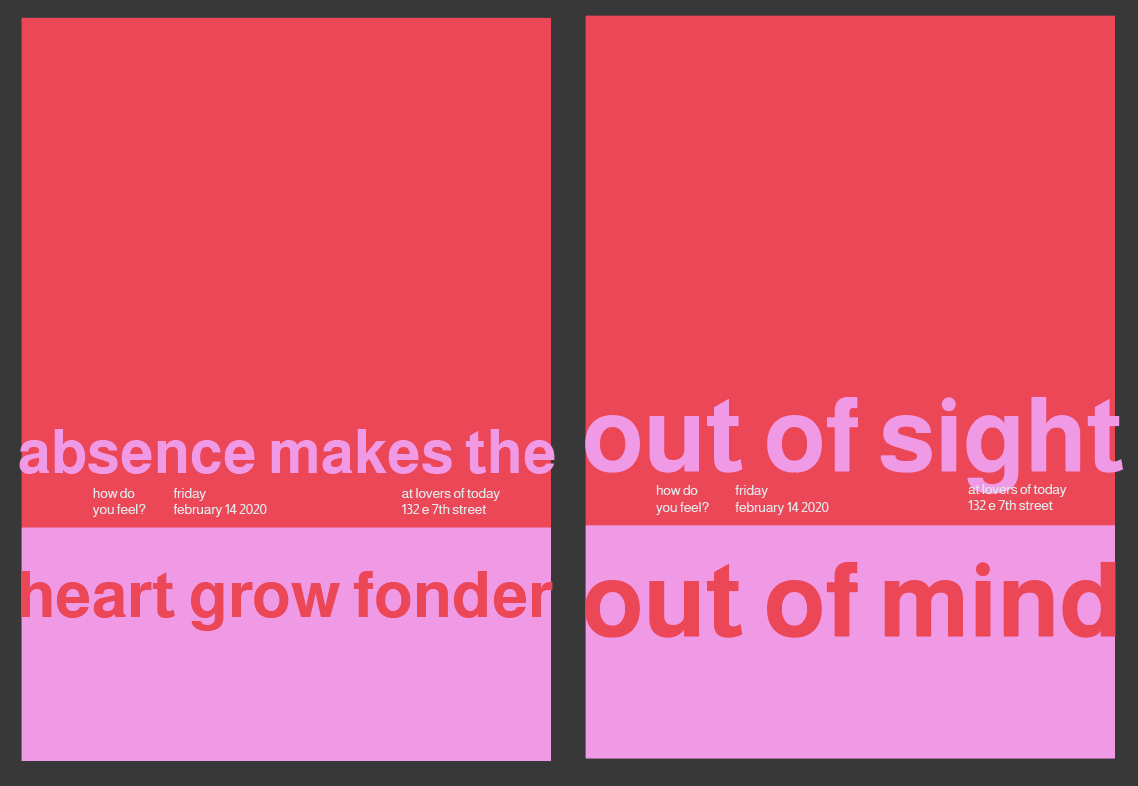 absence makes the
how do
you feel?
friday
february 14 2020
at lovers of today
132 e 7th street
heart grow fonder
out of sight
how do
you feel?
friday
february 14 2020
at lovers of today
132 e 7th street
out of mind